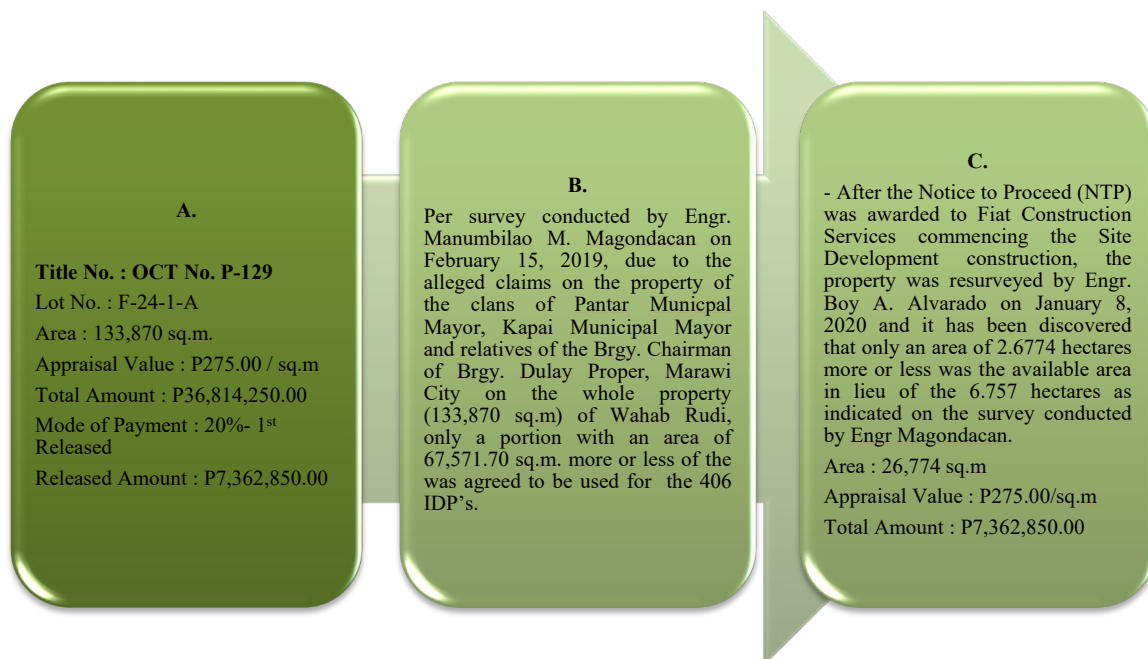 A.
Title No. : OCT No. P-129
Lot No. : F-24-1-A
Area : 133,870 sq.m.
Appraisal Value : P275.00 / sq.m
Total Amount : P36,814,250.00
Mode of Payment : 20%- 1st
Released
Released Amount : P7,362,850.00
B.
Per survey conducted by Engr.
Manumbilao M. Magondacan on
February 15, 2019, due to the
alleged claims on the property of
the clans of Pantar Municpal
Mayor, Kapai Municipal Mayor
and relatives of the Brgy. Chairman
of Brgy. Dulay Proper, Marawi
City on the whole property
(133,870 sq.m) of Wahab Rudi,
only a portion with an area of
67,571.70 sq.m. more or less of the
was agreed to be used for the 406
IDP's.
C.
- After the Notice to Proceed (NTP)
was awarded to Fiat Construction
Services commencing the Site
Development construction, the
property was resurveyed by Engr.
Boy A. Alvarado on January 8,
2020 and it has been discovered
that only an area of 2.6774 hectares
more or less was the available area
in lieu of the 6.757 hectares as
indicated on the survey conducted
by Engr Magondacan.
Area : 26,774 sq.m
Appraisal Value : P275.00/sq.m
Total Amount : P7,362,850.00